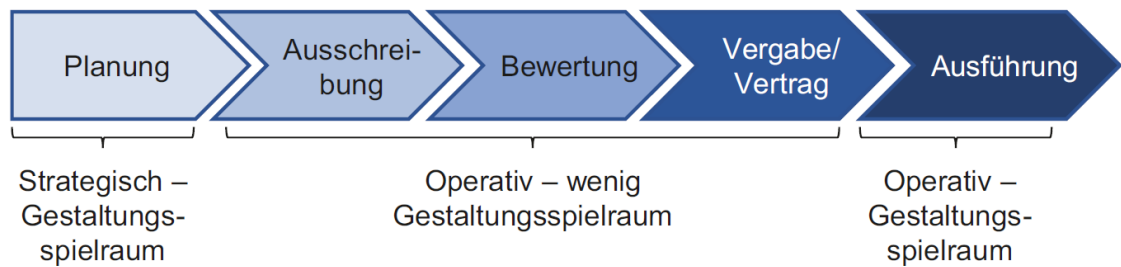 Planung
Ausschrei-
bung
Bewertung
Vergabe/
Vertrag
Ausführung
Strategisch –
Gestaltungs-
spielraum
Operativ – wenig
Gestaltungsspielraum
Operativ –
Gestaltungs-
spielraum